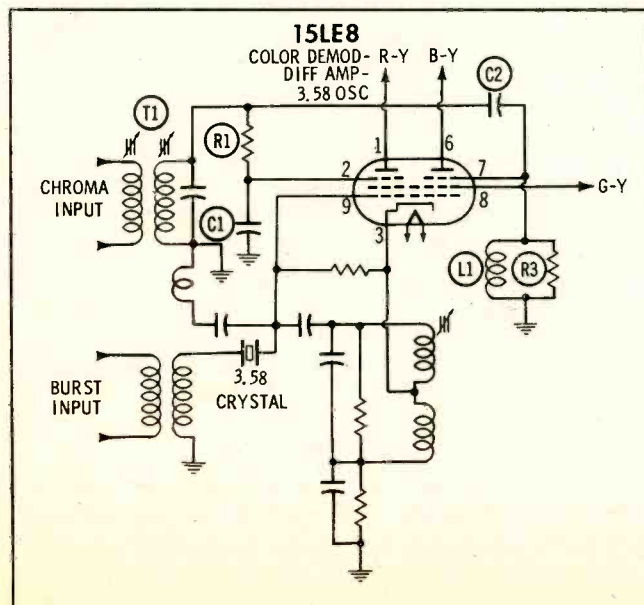 15LE8
COLOR DEMOD- R-Y B-Y
DIFF AMP-
3.58 OSC
C2
T1
R1
1
6
2
7
CHROMA
INPUT
9
8
G-Y
C1
3
L1
R3
3.58
CRYSTAL
BURST
INPUT